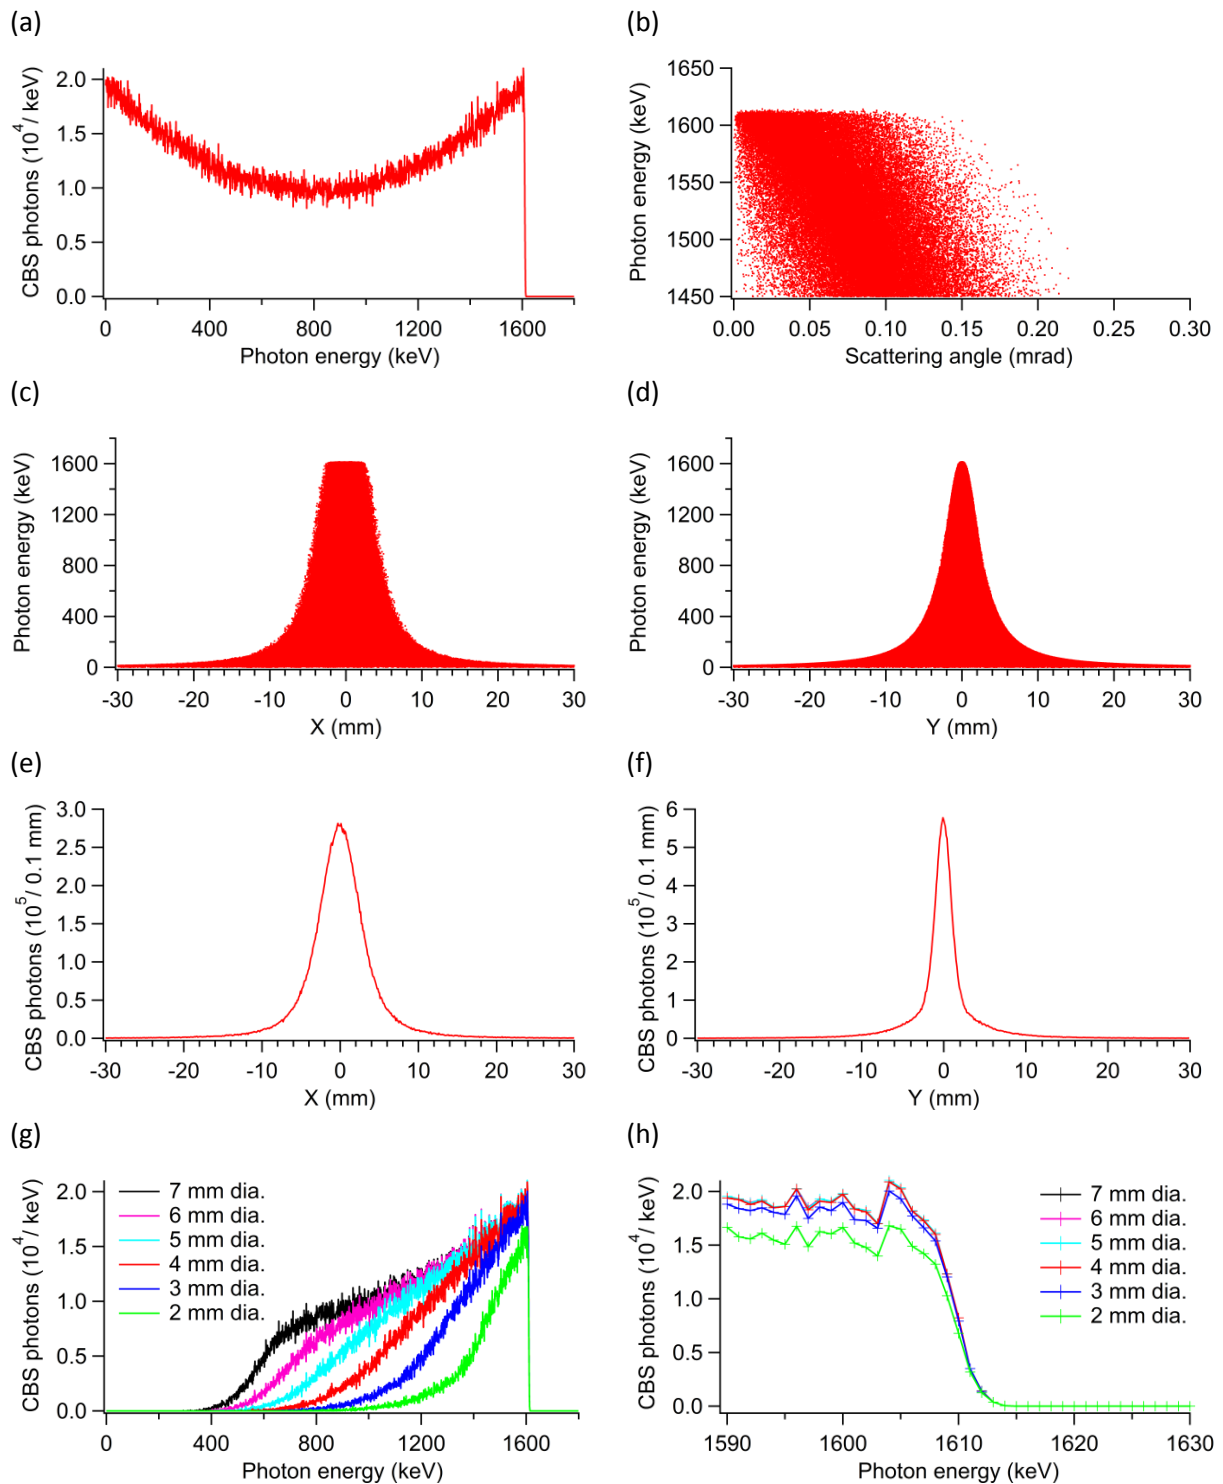 (a)
CBS photons (10⁴/ keV)
2.0
1.5
1.0
0.5
0.0
0 400 800 1200 1600
Photon energy (keV)
(b)
Photon energy (keV)
1650
1600
1550
1500
1450
0.00 0.05 0.10 0.15 0.20 0.25 0.30
Scattering angle (mrad)
(c)
Photon energy (keV)
1600
1200
800
400
0
-30 -20 -10 0 10 20 30
X (mm)
(d)
Photon energy (keV)
1600
1200
800
400
0
-30 -20 -10 0 10 20 30
Y (mm)
(e)
CBS photons (10⁵/ 0.1 mm)
3.0
2.5
2.0
1.5
1.0
0.5
0.0
-30 -20 -10 0 10 20 30
X (mm)
(f)
CBS photons (10⁵/ 0.1 mm)
6
5
4
3
2
1
0
-30 -20 -10 0 10 20 30
Y (mm)
(g)
CBS photons (10⁴/ keV)
2.0
1.5
1.0
0.5
0.0
7 mm dia.
6 mm dia.
5 mm dia.
4 mm dia.
3 mm dia.
2 mm dia.
0 400 800 1200 1600
Photon energy (keV)
(h)
CBS photons (10⁴/ keV)
2.0
1.5
1.0
0.5
0.0
7 mm dia.
6 mm dia.
5 mm dia.
4 mm dia.
3 mm dia.
2 mm dia.
1590 1600 1610 1620 1630
Photon energy (keV)